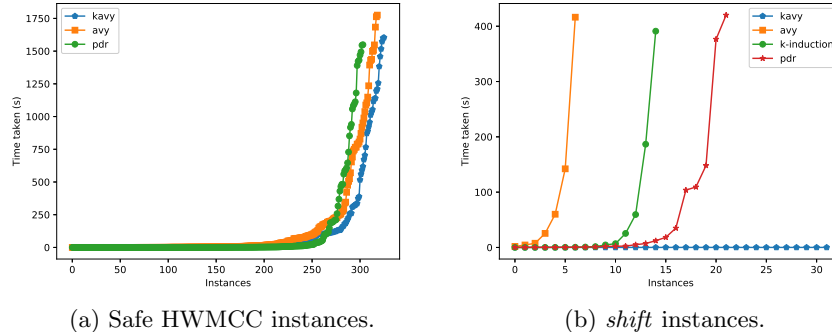 kavy
avy
pdr
1750
1500
1250
1000
750
500
250
0
Time taken (s)
0 50 100 150 200 250 300
Instances
(a) Safe HWMCC instances.
kavy
avy
k-induction
pdr
400
300
200
100
0
Time taken (s)
0 5 10 15 20 25 30
Instances
(b) shift instances.